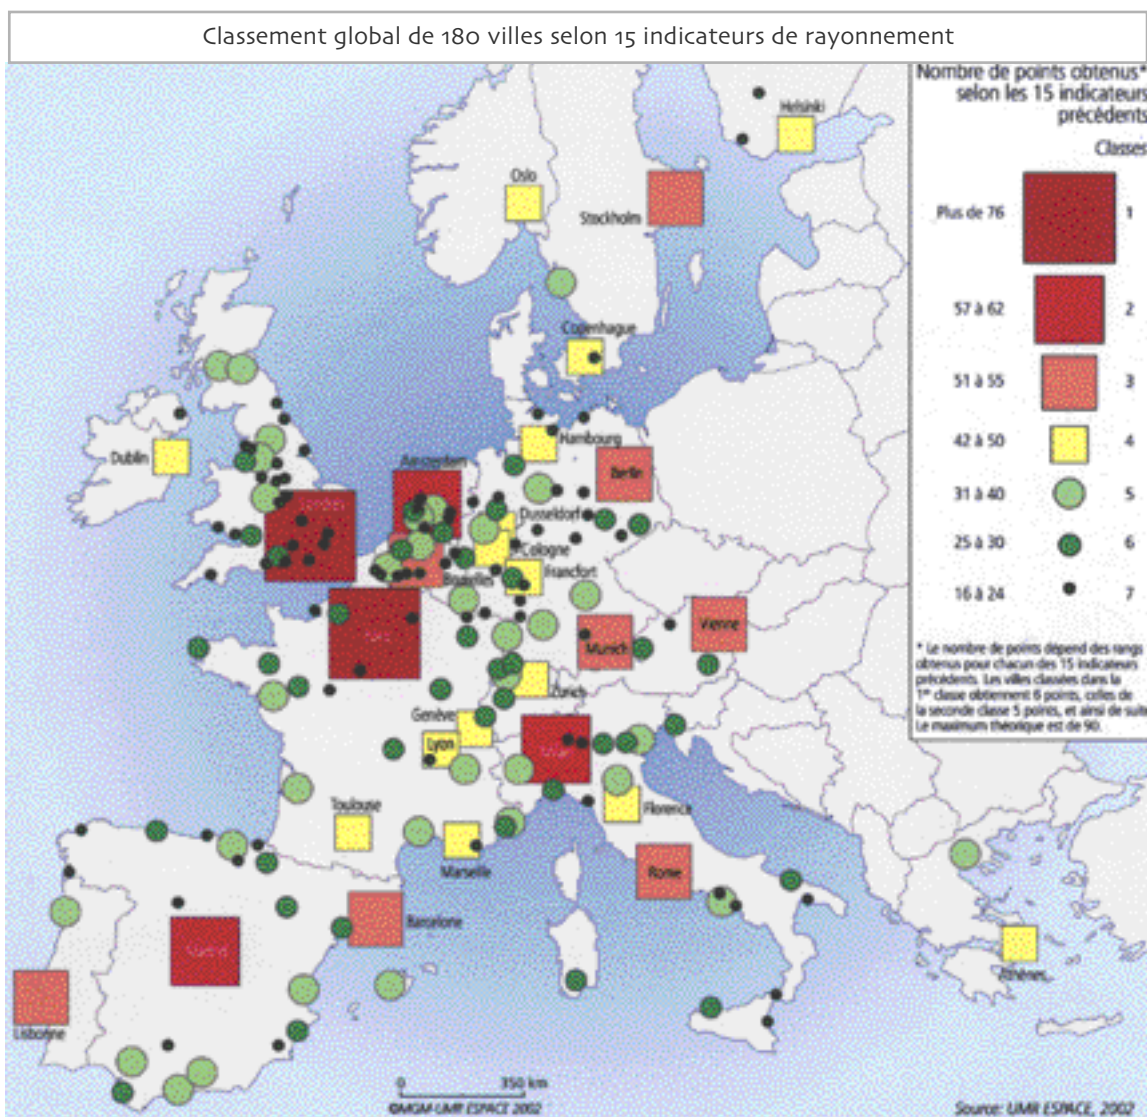 Classement global de 180 villes selon 15 indicateurs de rayonnement
Nombre de points obtenus*
selon les 15 indicateurs
précédents
Classes
Plus de 76
1
57 à 62
2
51 à 55
3
42 à 50
4
31 à 40
5
25 à 30
6
16 à 24
7
* Le nombre de points dépend des rangs
obtenus pour chacun des 15 indicateurs
précédents. Les villes classées dans la
1re classe obtiennent 6 points, celles de
la seconde classe 5 points, et ainsi de suite
Le maximum théorique est de 90.
Helsinki
Oslo
Stockholm
Copenhague
Dublin
Hambourg
Amsterdam
Berlin
London
Dusseldorf
Cologne
Bruxelles
Francfort
Paris
Vienne
Munich
Zurich
Genève
Lyon
Toulouse
Florence
Marseille
Rome
Barcelone
Madrid
Athènes
Lisbonne
0 350 km
©MGM-UMR ESPACE 2002
Source: UMR ESPACE, 2002